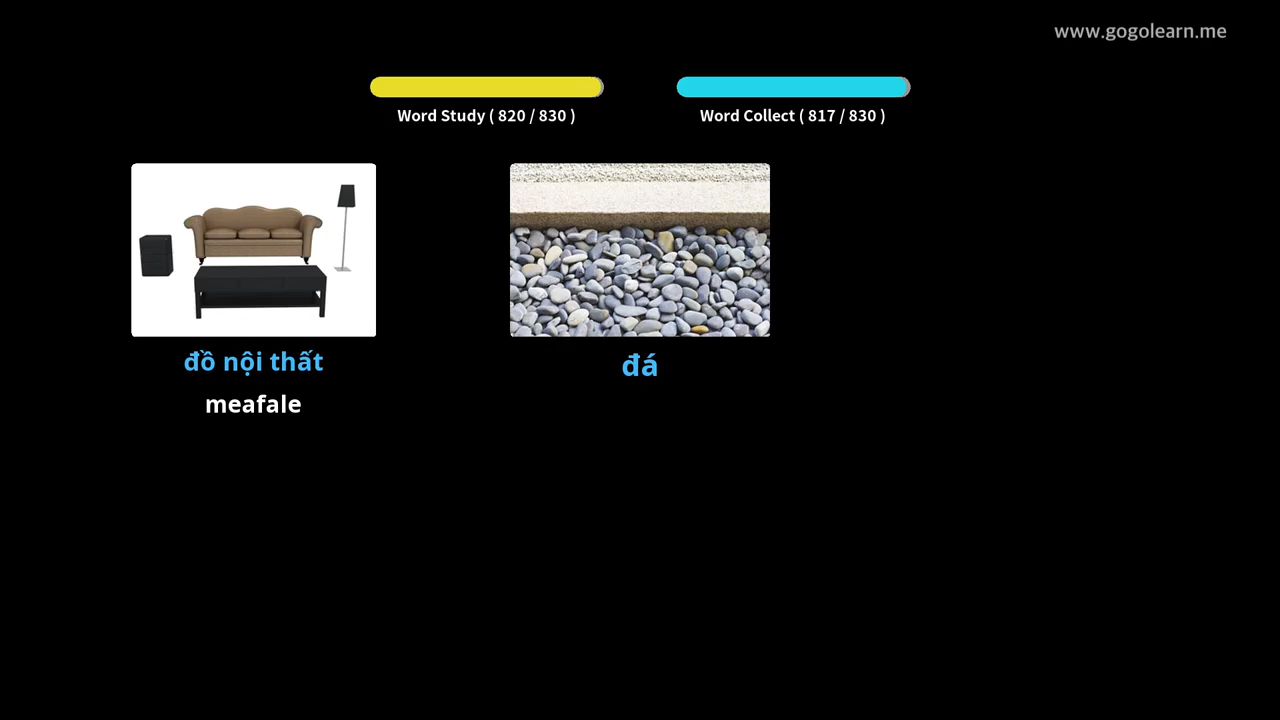 www.gogolearn.me
Word Study ( 820 / 830 )
Word Collect ( 817 / 830 )
đồ nội thất
meafale
đá